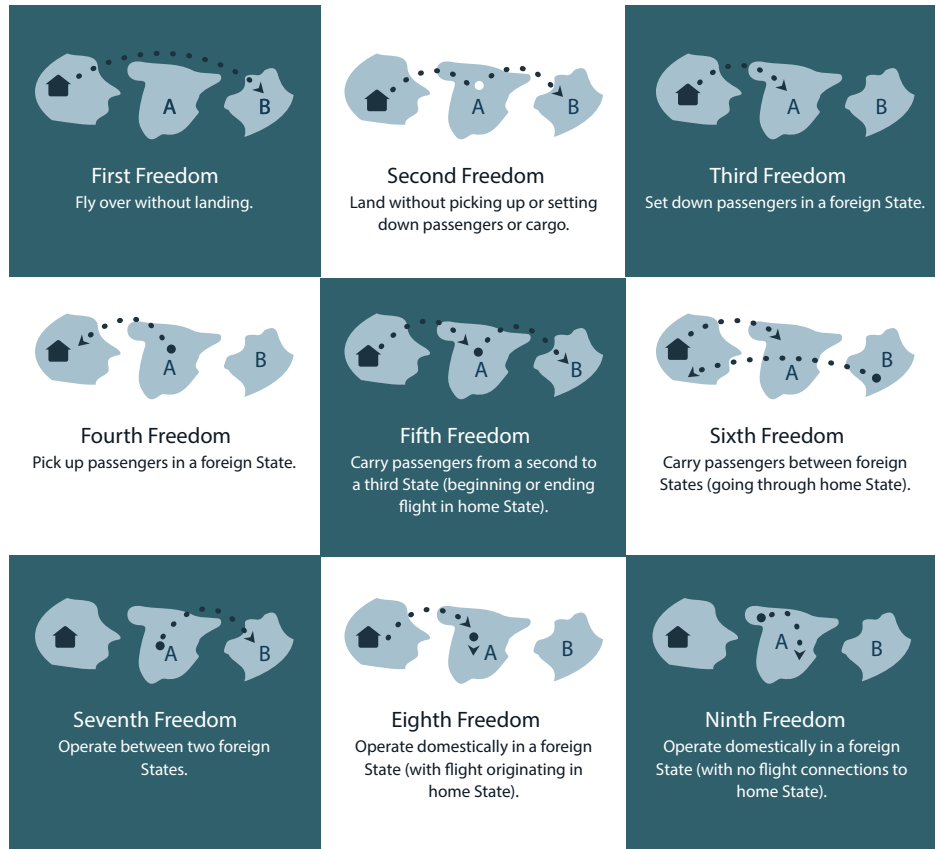 A
B
First Freedom
Fly over without landing.
A
B
Second Freedom
Land without picking up or setting
down passengers or cargo.
A
B
Third Freedom
Set down passengers in a foreign State.
A
B
Fourth Freedom
Pick up passengers in a foreign State.
A
B
Fifth Freedom
Carry passengers from a second to
a third State (beginning or ending
flight in home State).
A
B
Sixth Freedom
Carry passengers between foreign
States (going through home State).
A
B
Seventh Freedom
Operate between two foreign
States.
A
B
Eighth Freedom
Operate domestically in a foreign
State (with flight originating in
home State).
A
B
Ninth Freedom
Operate domestically in a foreign
State (with no flight connections to
home State).